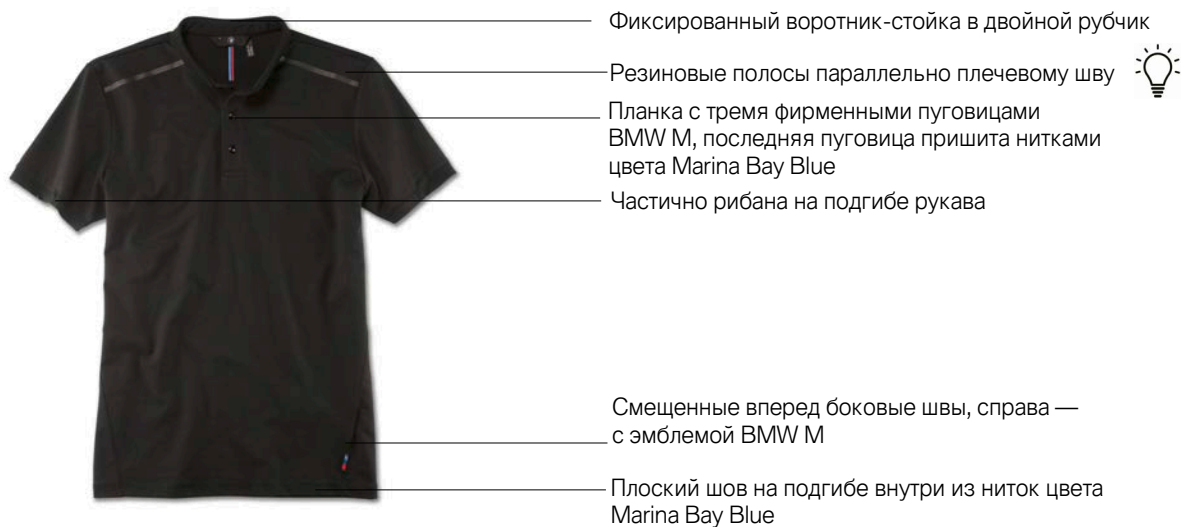 Фиксированный воротник-стойка в двойной рубчик
Резиновые полосы параллельно плечевому шву
Планка с тремя фирменными пуговицами
BMW M, последняя пуговица пришита нитками
цвета Marina Bay Blue
Частично рибана на подгибе рукава
Смещенные вперед боковые швы, справа —
с эмблемой BMW M
Плоский шов на подгибе внутри из ниток цвета
Marina Bay Blue